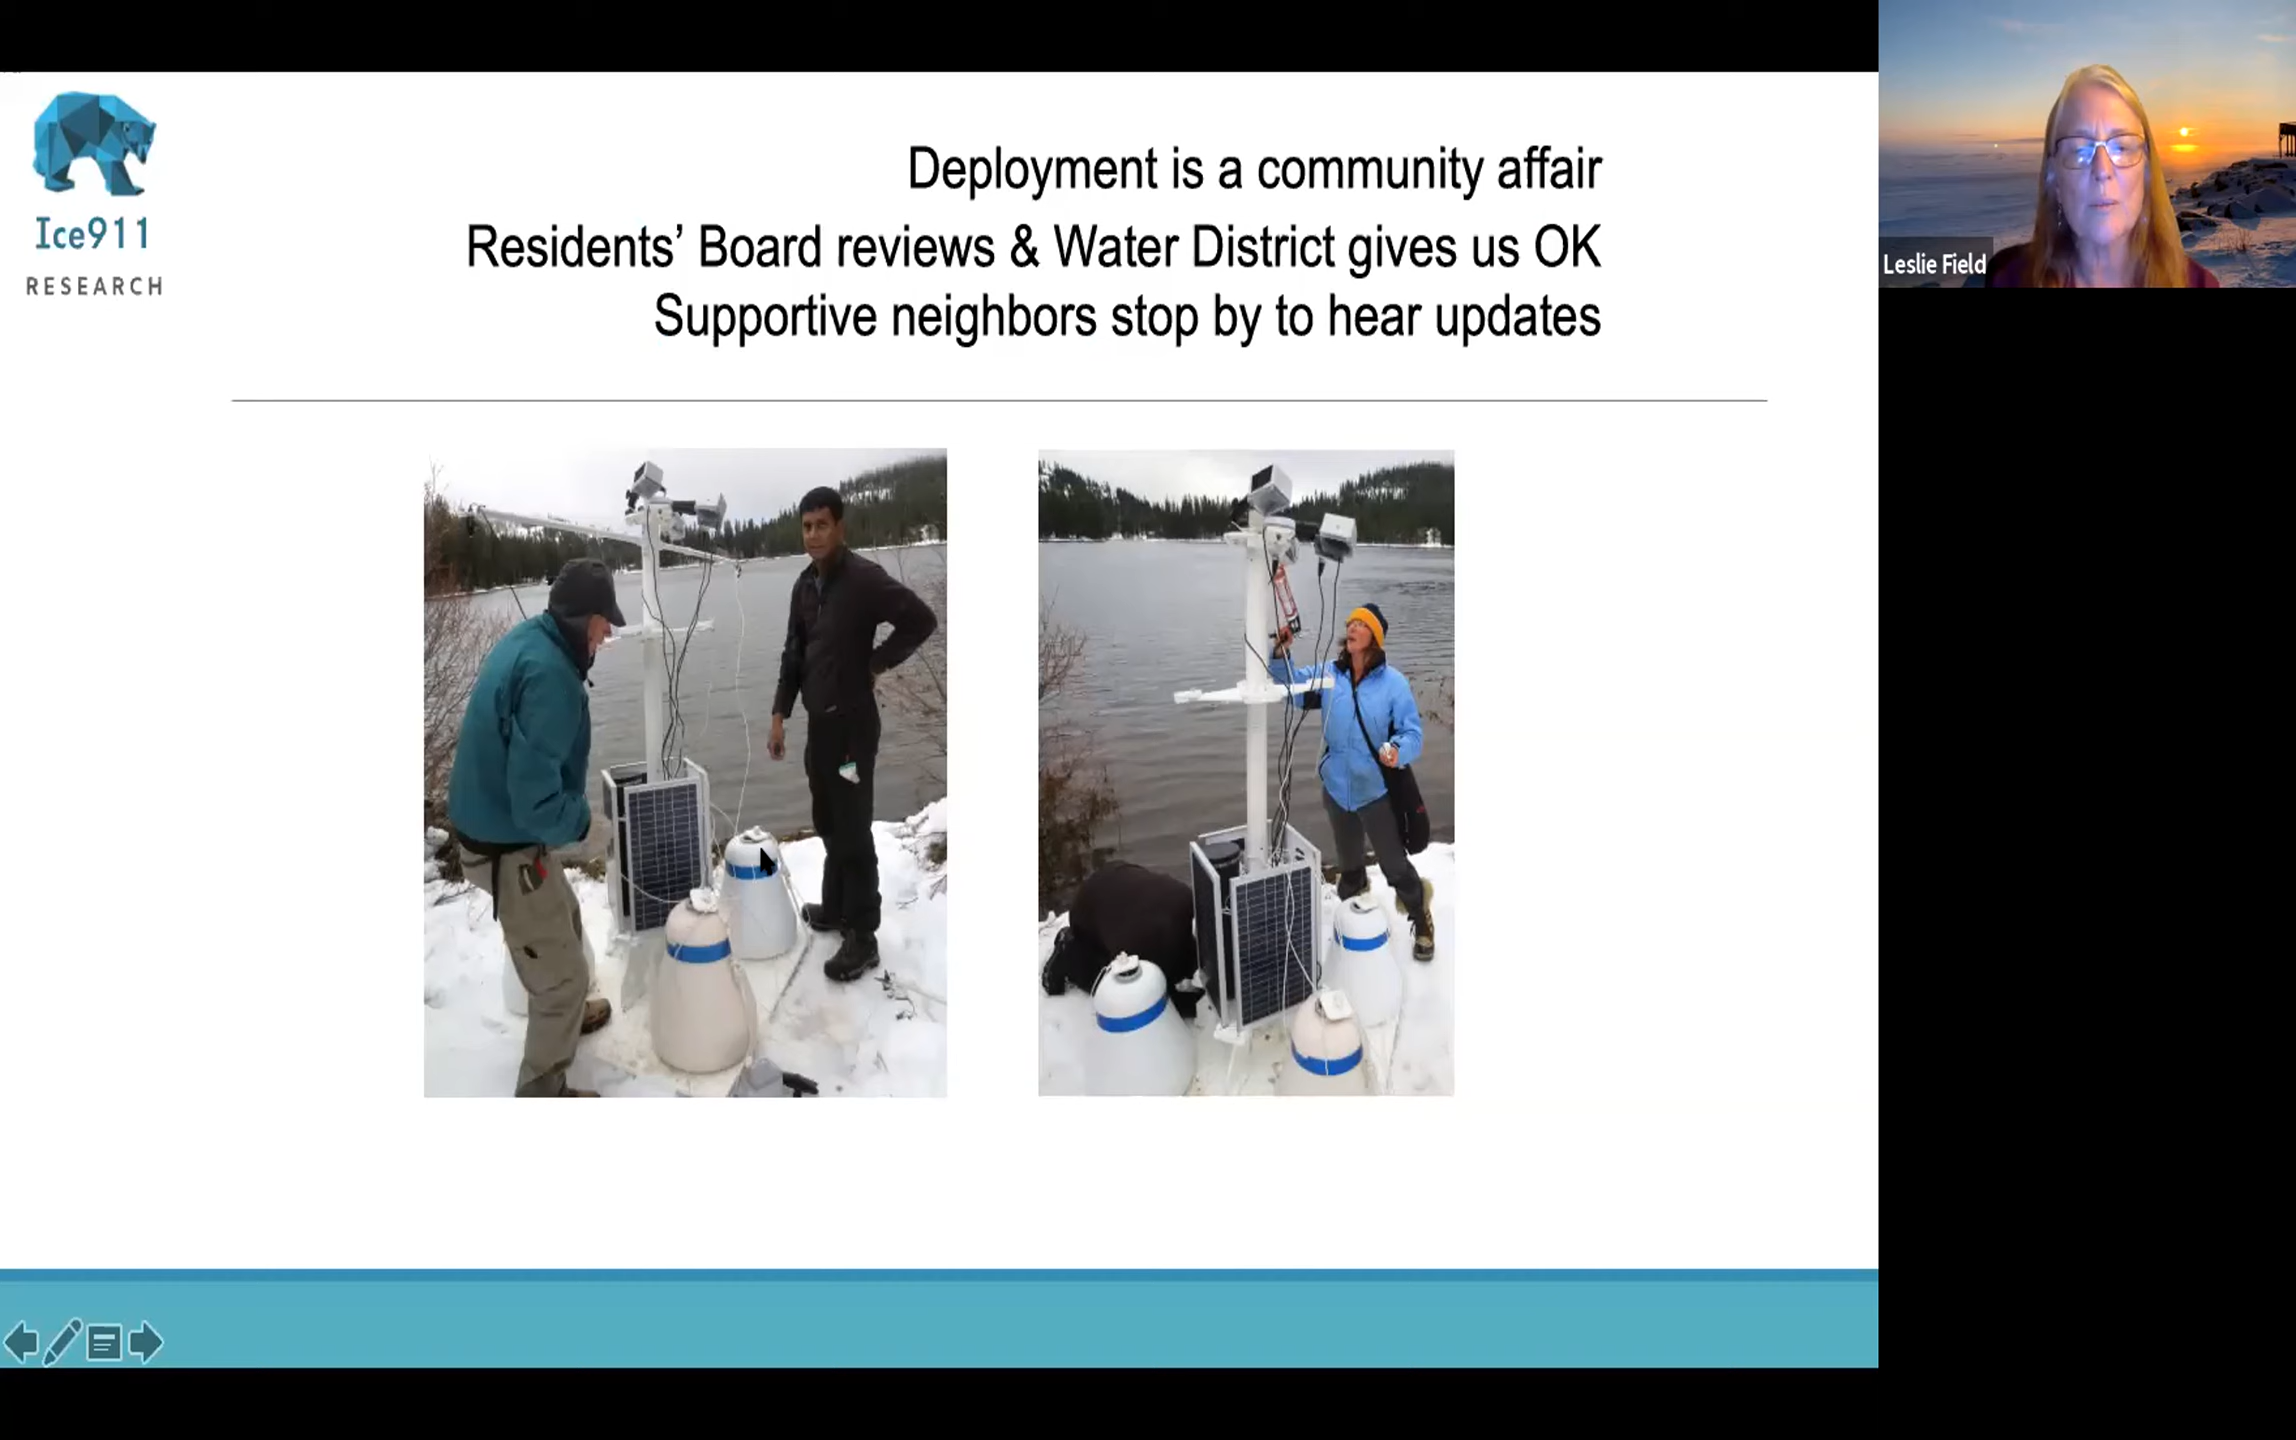 Ice911
RESEARCH
Deployment is a community affair
Residents’ Board reviews & Water District gives us OK
Supportive neighbors stop by to hear updates
Leslie Field